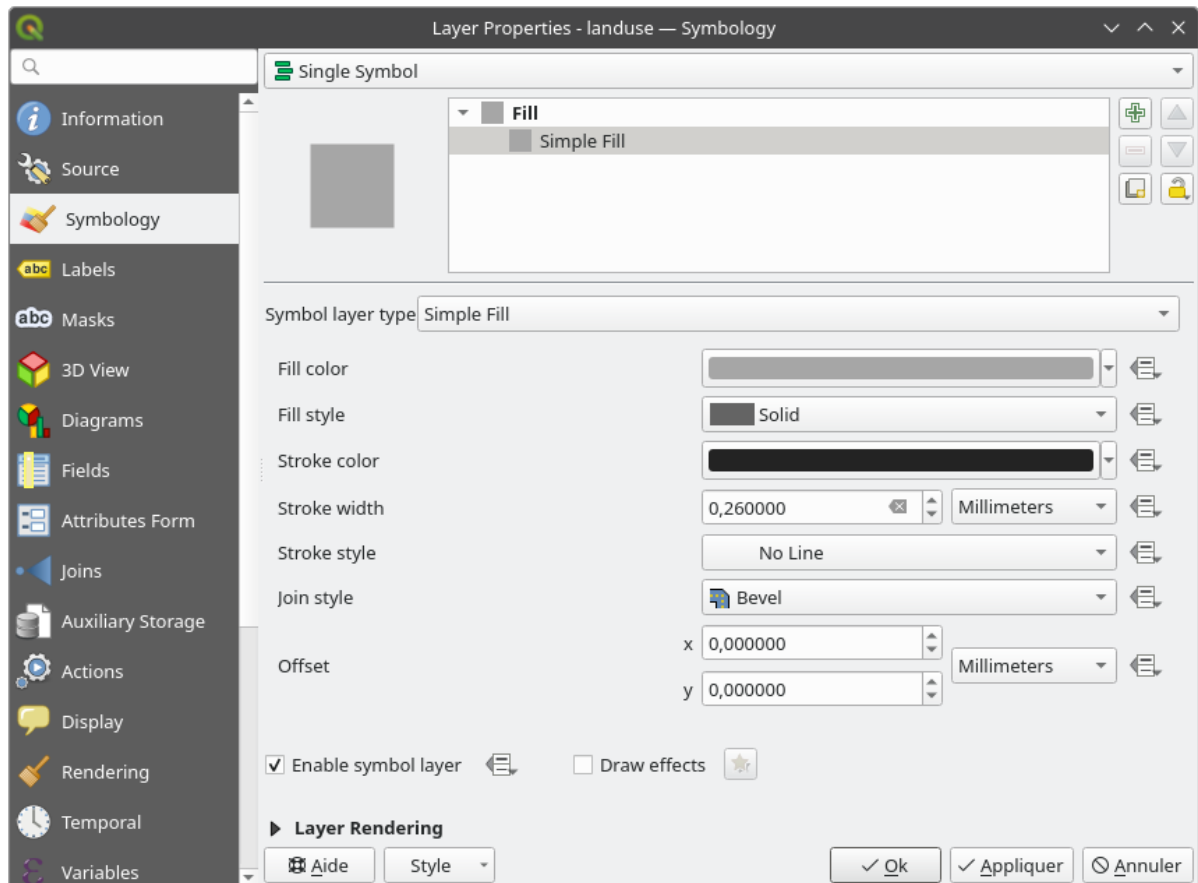 Layer Properties - landuse — Symbology
Single Symbol
Information
Source
Symbology
Labels
abc
Masks
abc
3D View
Diagrams
Fields
Attributes Form
Joins
Auxiliary Storage
Actions
Display
Rendering
Temporal
Variables
Fill
Simple Fill
Symbol layer type Simple Fill
Fill color
Fill style Solid
Stroke color
Stroke width 0,260000 Millimeters
Stroke style No Line
Join style Bevel
x 0,000000
Offset Millimeters
y 0,000000
Enable symbol layer Draw effects
Layer Rendering
Aide Style Ok Appliquer Annuler